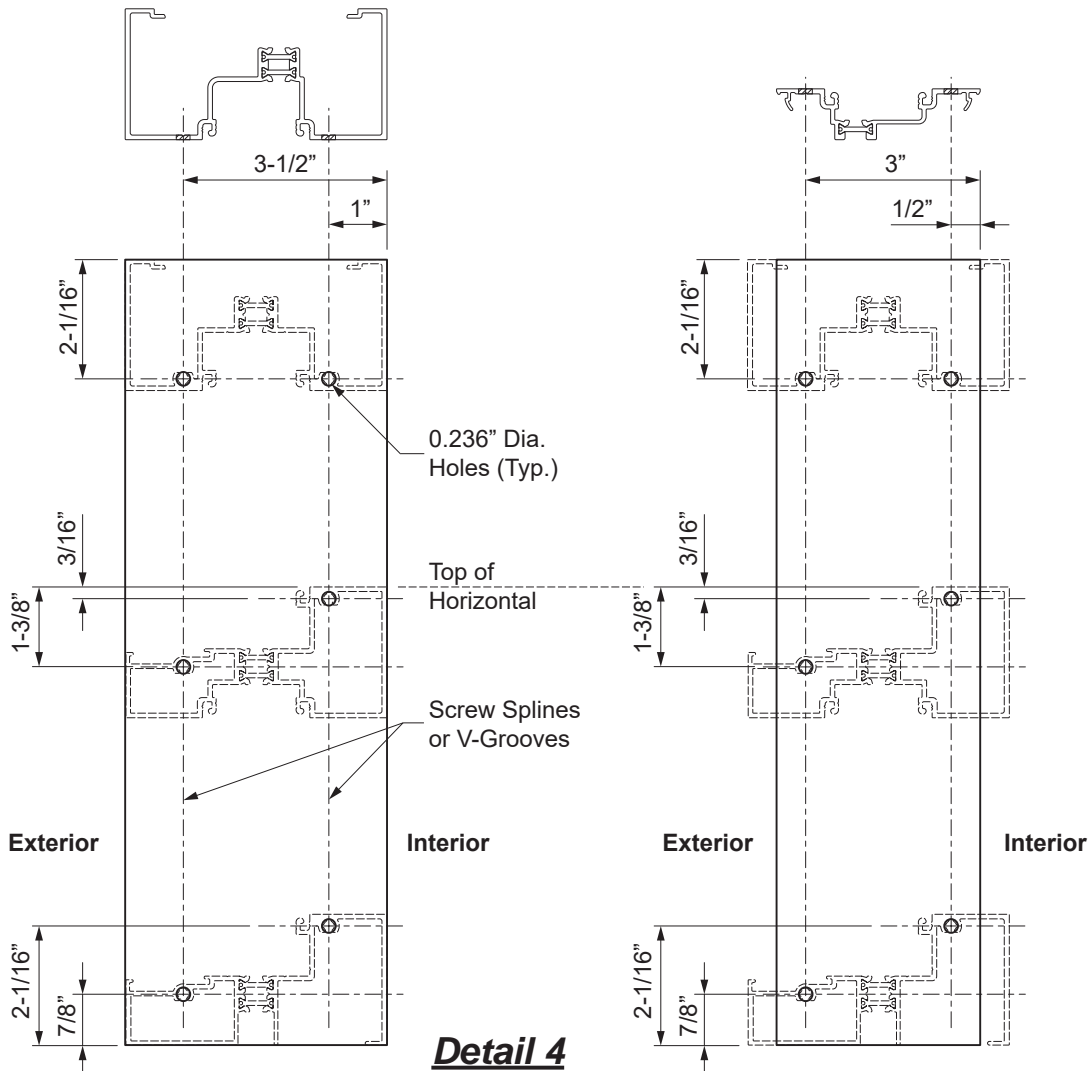 3-1/2”
1”
3”
1/2”
2-1/16”
2-1/16”
0.236” Dia.
Holes (Typ.)
3/16”
1-3/8”
Top of
Horizontal
3/16”
1-3/8”
Screw Splines
or V-Grooves
Exterior
Interior
Exterior
Interior
2-1/16”
7/8”
2-1/16”
7/8”
Detail 4